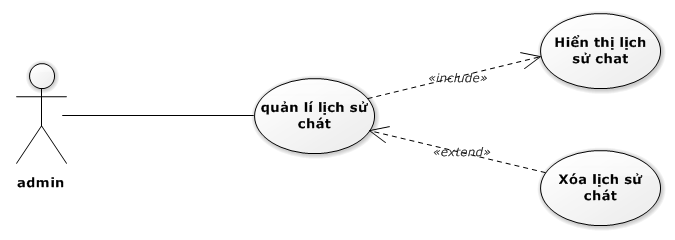 Hiển thị lịch
sử chat
«include»
quản lí lịch sử
chát
«extend»
Xóa lịch sử
chát
admin